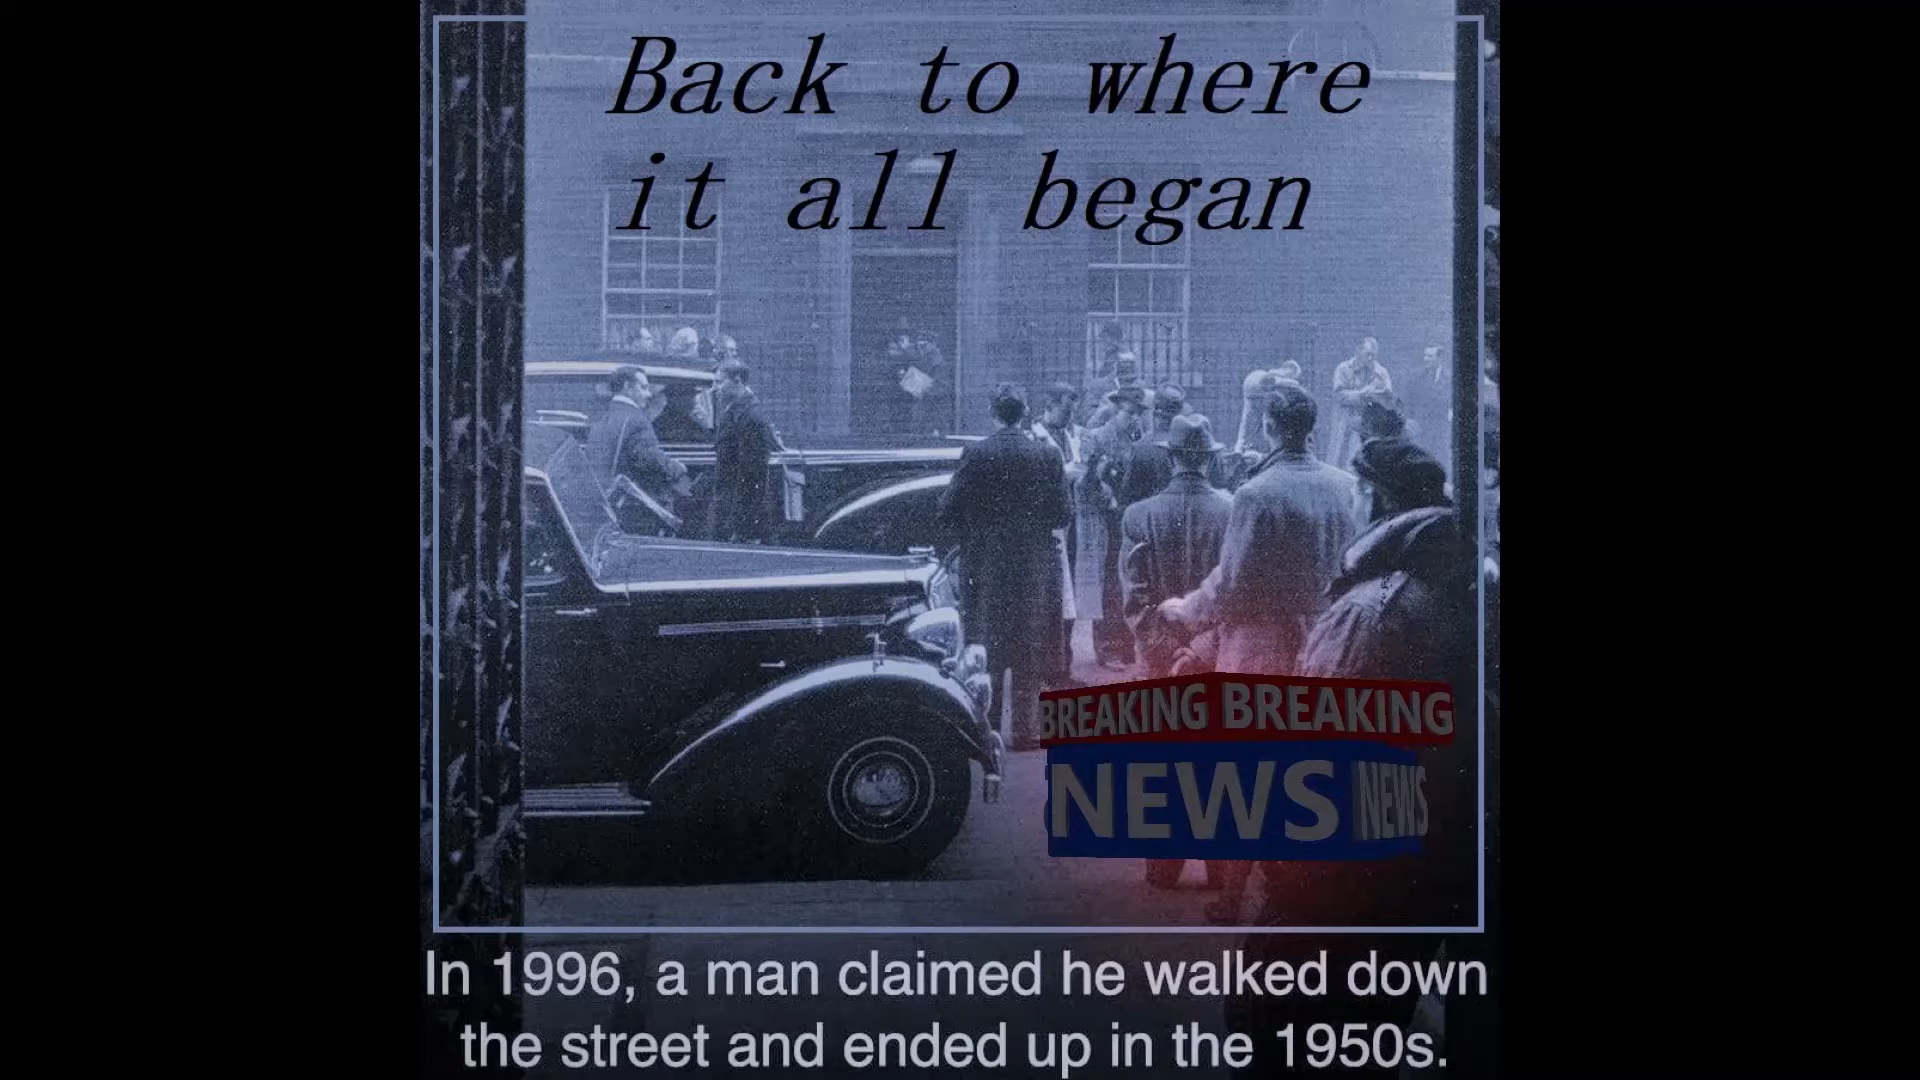 Back to where
it all began
BREAKING BREAKING
NEWS NEWS
In 1996, a man claimed he walked down
the street and ended up in the 1950s.